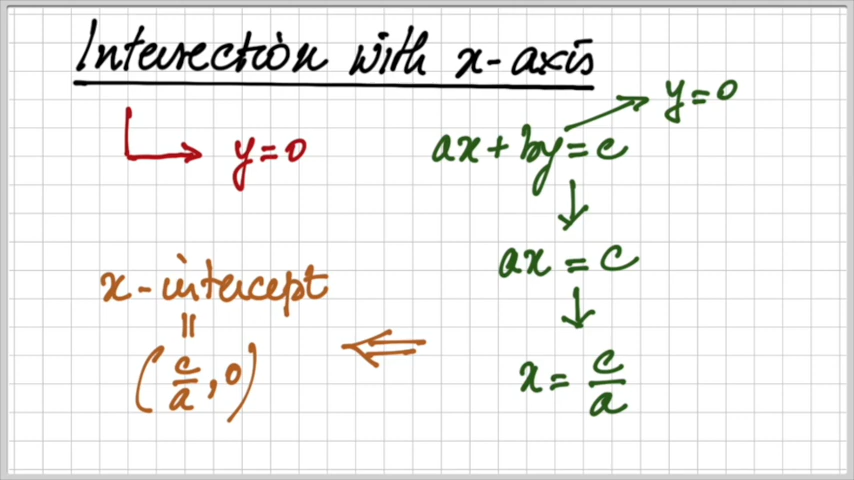 Intersection with x-axis
y=0
y=0
ax+by=c
ax=c
x=c/a
x-intercept
=
(c/a,0)